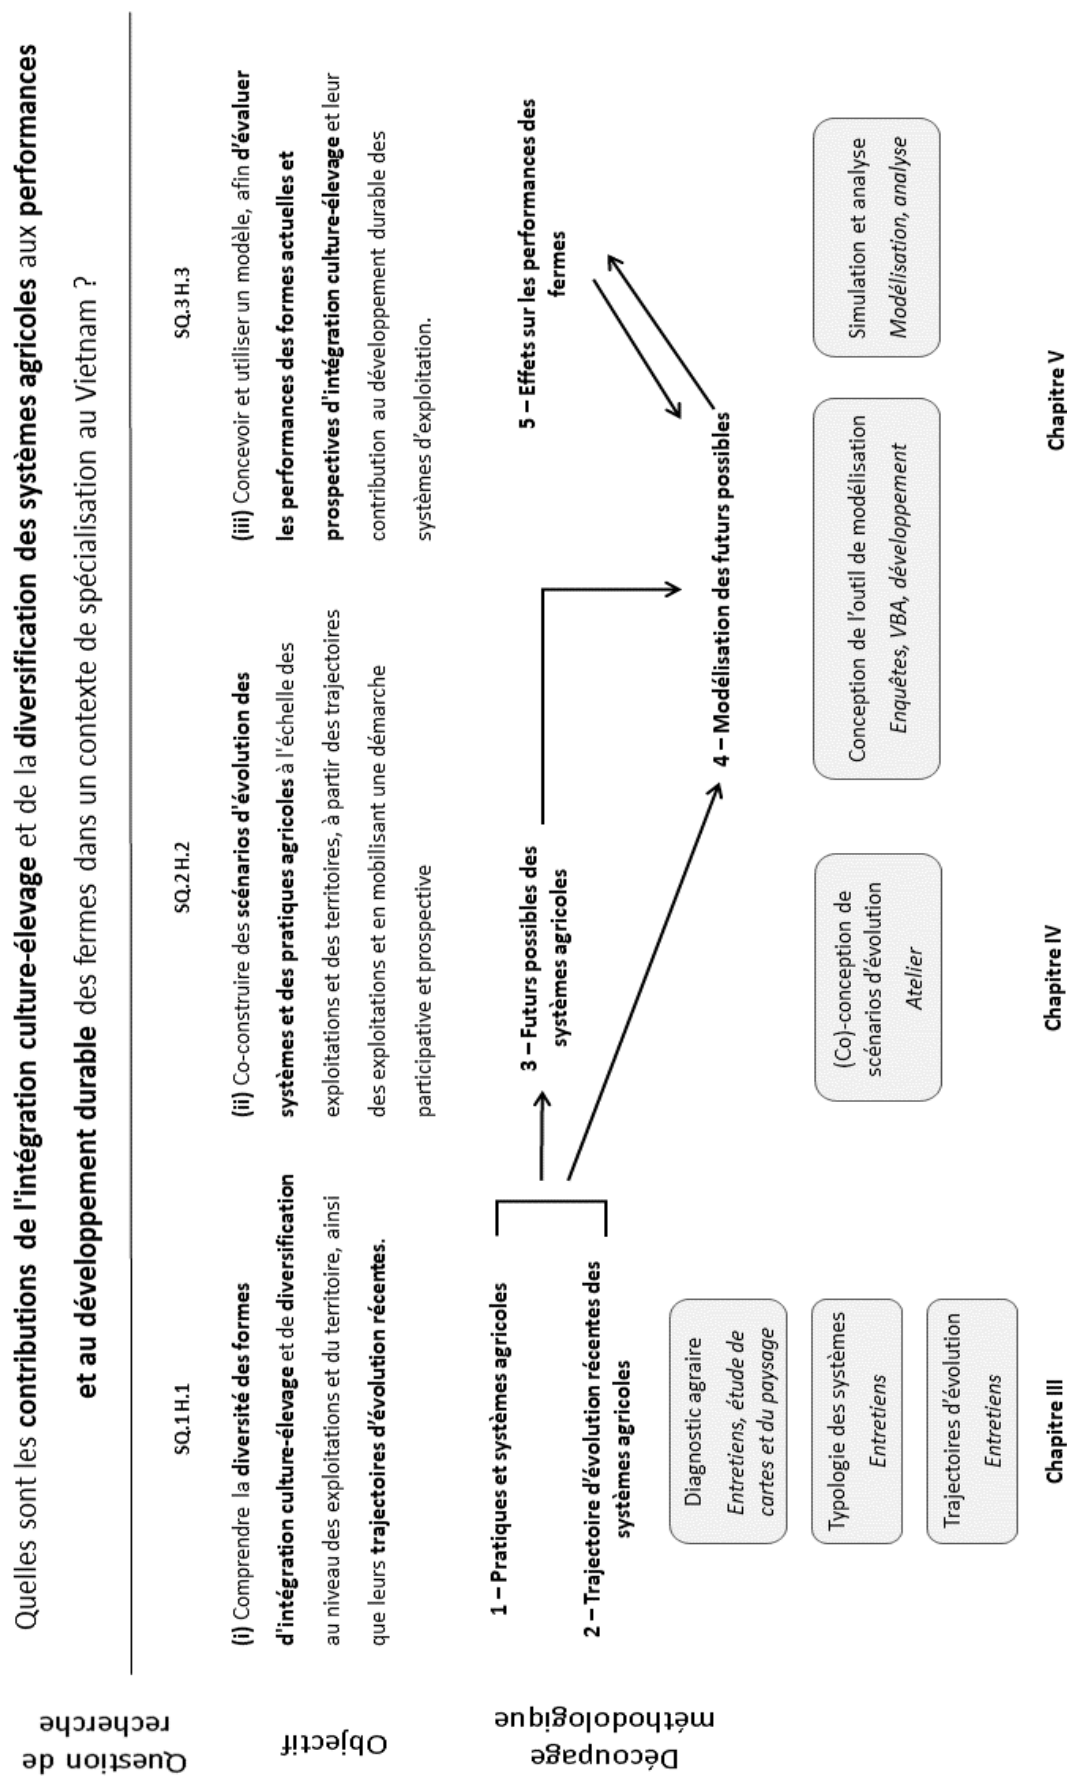 Quelles sont les contributions de l'intégration culture-élevage et de la diversification des systèmes agricoles aux performances
et au développement durable des fermes dans un contexte de spécialisation au Vietnam ?
Question de
recherche
SQ.1 H.1
SQ.2 H.2
SQ.3 H.3
Objectif
(i) Comprendre la diversité des formes
d'intégration culture-élevage et de diversification
au niveau des exploitations et du territoire, ainsi
que leurs trajectoires d'évolution récentes.
(ii) Co-construire des scénarios d'évolution des
systèmes et des pratiques agricoles à l'échelle des
exploitations et des territoires, à partir des trajectoires
des exploitations et en mobilisant une démarche
participative et prospective
(iii) Concevoir et utiliser un modèle, afin d'évaluer
les performances des formes actuelles et
prospectives d'intégration culture-élevage et leur
contribution au développement durable des
systèmes d'exploitation.
Découpage
méthodologique
1 – Pratiques et systèmes agricoles
2 – Trajectoire d'évolution récentes des
systèmes agricoles
3 – Futurs possibles des
systèmes agricoles
4 – Modélisation des futurs possibles
5 – Effets sur les performances des
fermes
Diagnostic agraire
Entretiens, étude de
cartes et du paysage
Typologie des systèmes
Entretiens
Trajectoires d'évolution
Entretiens
(Co)-conception de
scénarios d'évolution
Atelier
Conception de l'outil de modélisation
Enquêtes, VBA, développement
Simulation et analyse
Modélisation, analyse
Chapitre III
Chapitre IV
Chapitre V